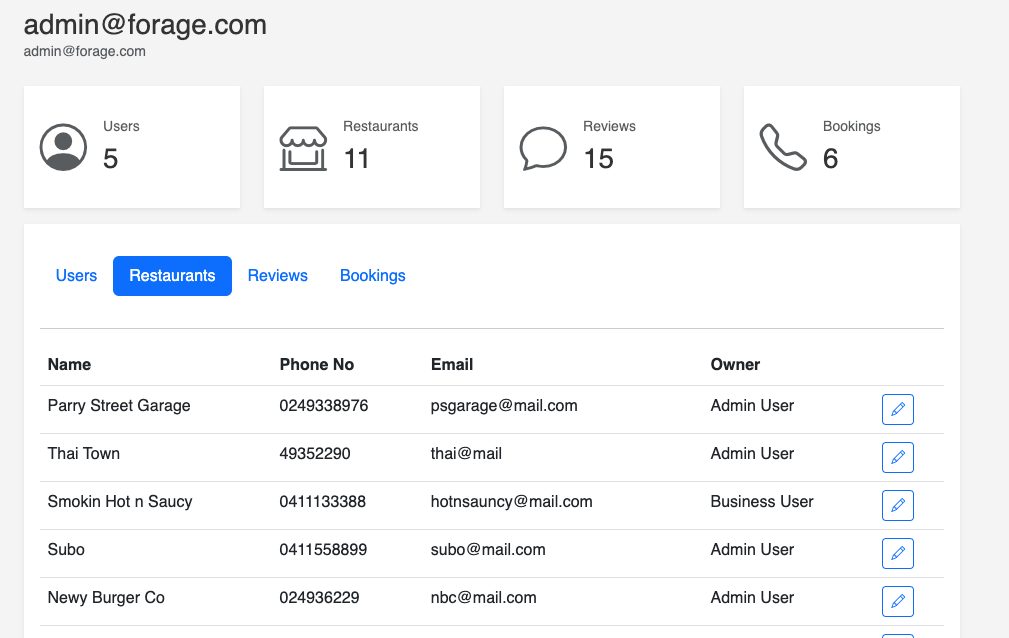 admin@forage.com
admin@forage.com
Users
5
Restaurants
11
Reviews
15
Bookings
6
Users Restaurants Reviews Bookings
Name Phone No Email Owner
Parry Street Garage 0249338976 psgarage@mail.com Admin User
Thai Town 49352290 thai@mail Admin User
Smokin Hot n Saucy 0411133388 hotnsauncy@mail.com Business User
Subo 0411558899 subo@mail.com Admin User
Newy Burger Co 024936229 nbc@mail.com Admin User